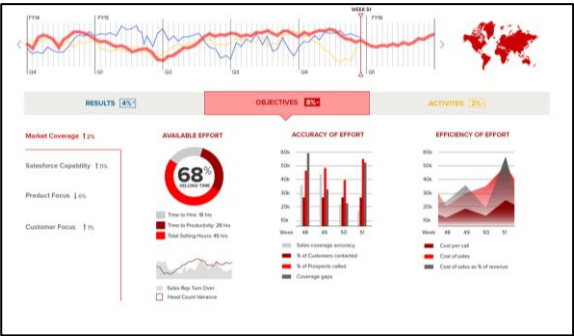 WEEK 51
FY14 FY15 FY16
Q4 Q1 Q2 Q3 Q4 Q1
RESULTS 4%
OBJECTIVES 8%
ACTIVITES 2%
Market Coverage ↑ 2%
Salesforce Capability ↑ 11%
Product Focus ↓ 6%
Customer Focus ↑ 1%
AVAILABLE EFFORT
68%
SELLING TIME
Time to Hire: 18 hrs
Time to Productivity: 28 hrs
Total Selling Hours: 46 hrs
Sales Rep Turn Over
Head Count Variance
ACCURACY OF EFFORT
60k
50k
40k
30k
20k
10k
Week 48 49 50 51
Sales coverage accuracy
% of Customers contacted
% of Prospects called
Coverage gaps
EFFICIENCY OF EFFORT
60k
50k
40k
30k
20k
10k
Week 48 49 50 51
Cost per call
Cost of sales
Cost of sales as % of revenue